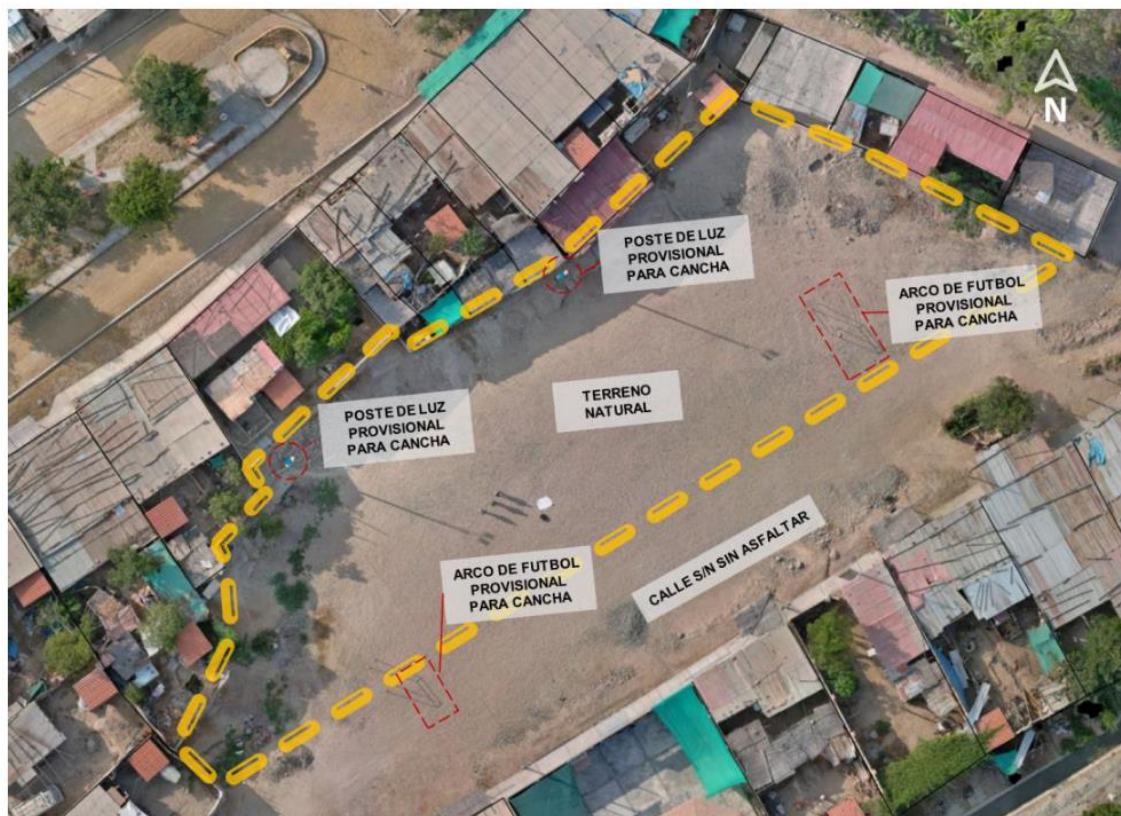 N
POSTE DE LUZ
PROVISIONAL
PARA CANCHA
ARCO DE FUTBOL
PROVISIONAL
PARA CANCHA
TERRENO
NATURAL
POSTE DE LUZ
PROVISIONAL
PARA CANCHA
CALLE S/N SIN ASFALTAR
ARCO DE FUTBOL
PROVISIONAL
PARA CANCHA